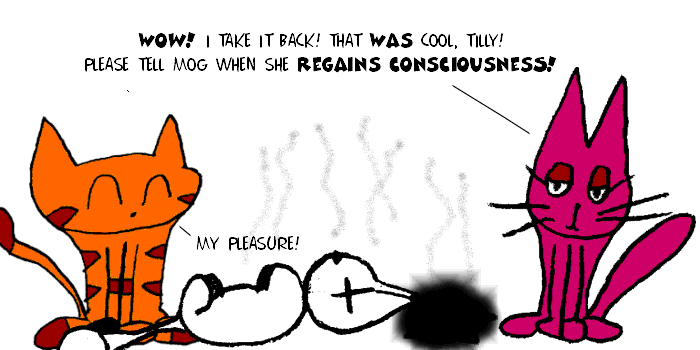 WOW! I TAKE IT BACK! THAT WAS COOL, TILLY!
PLEASE TELL MOG WHEN SHE REGAINS CONSCIOUSNESS!
MY PLEASURE!